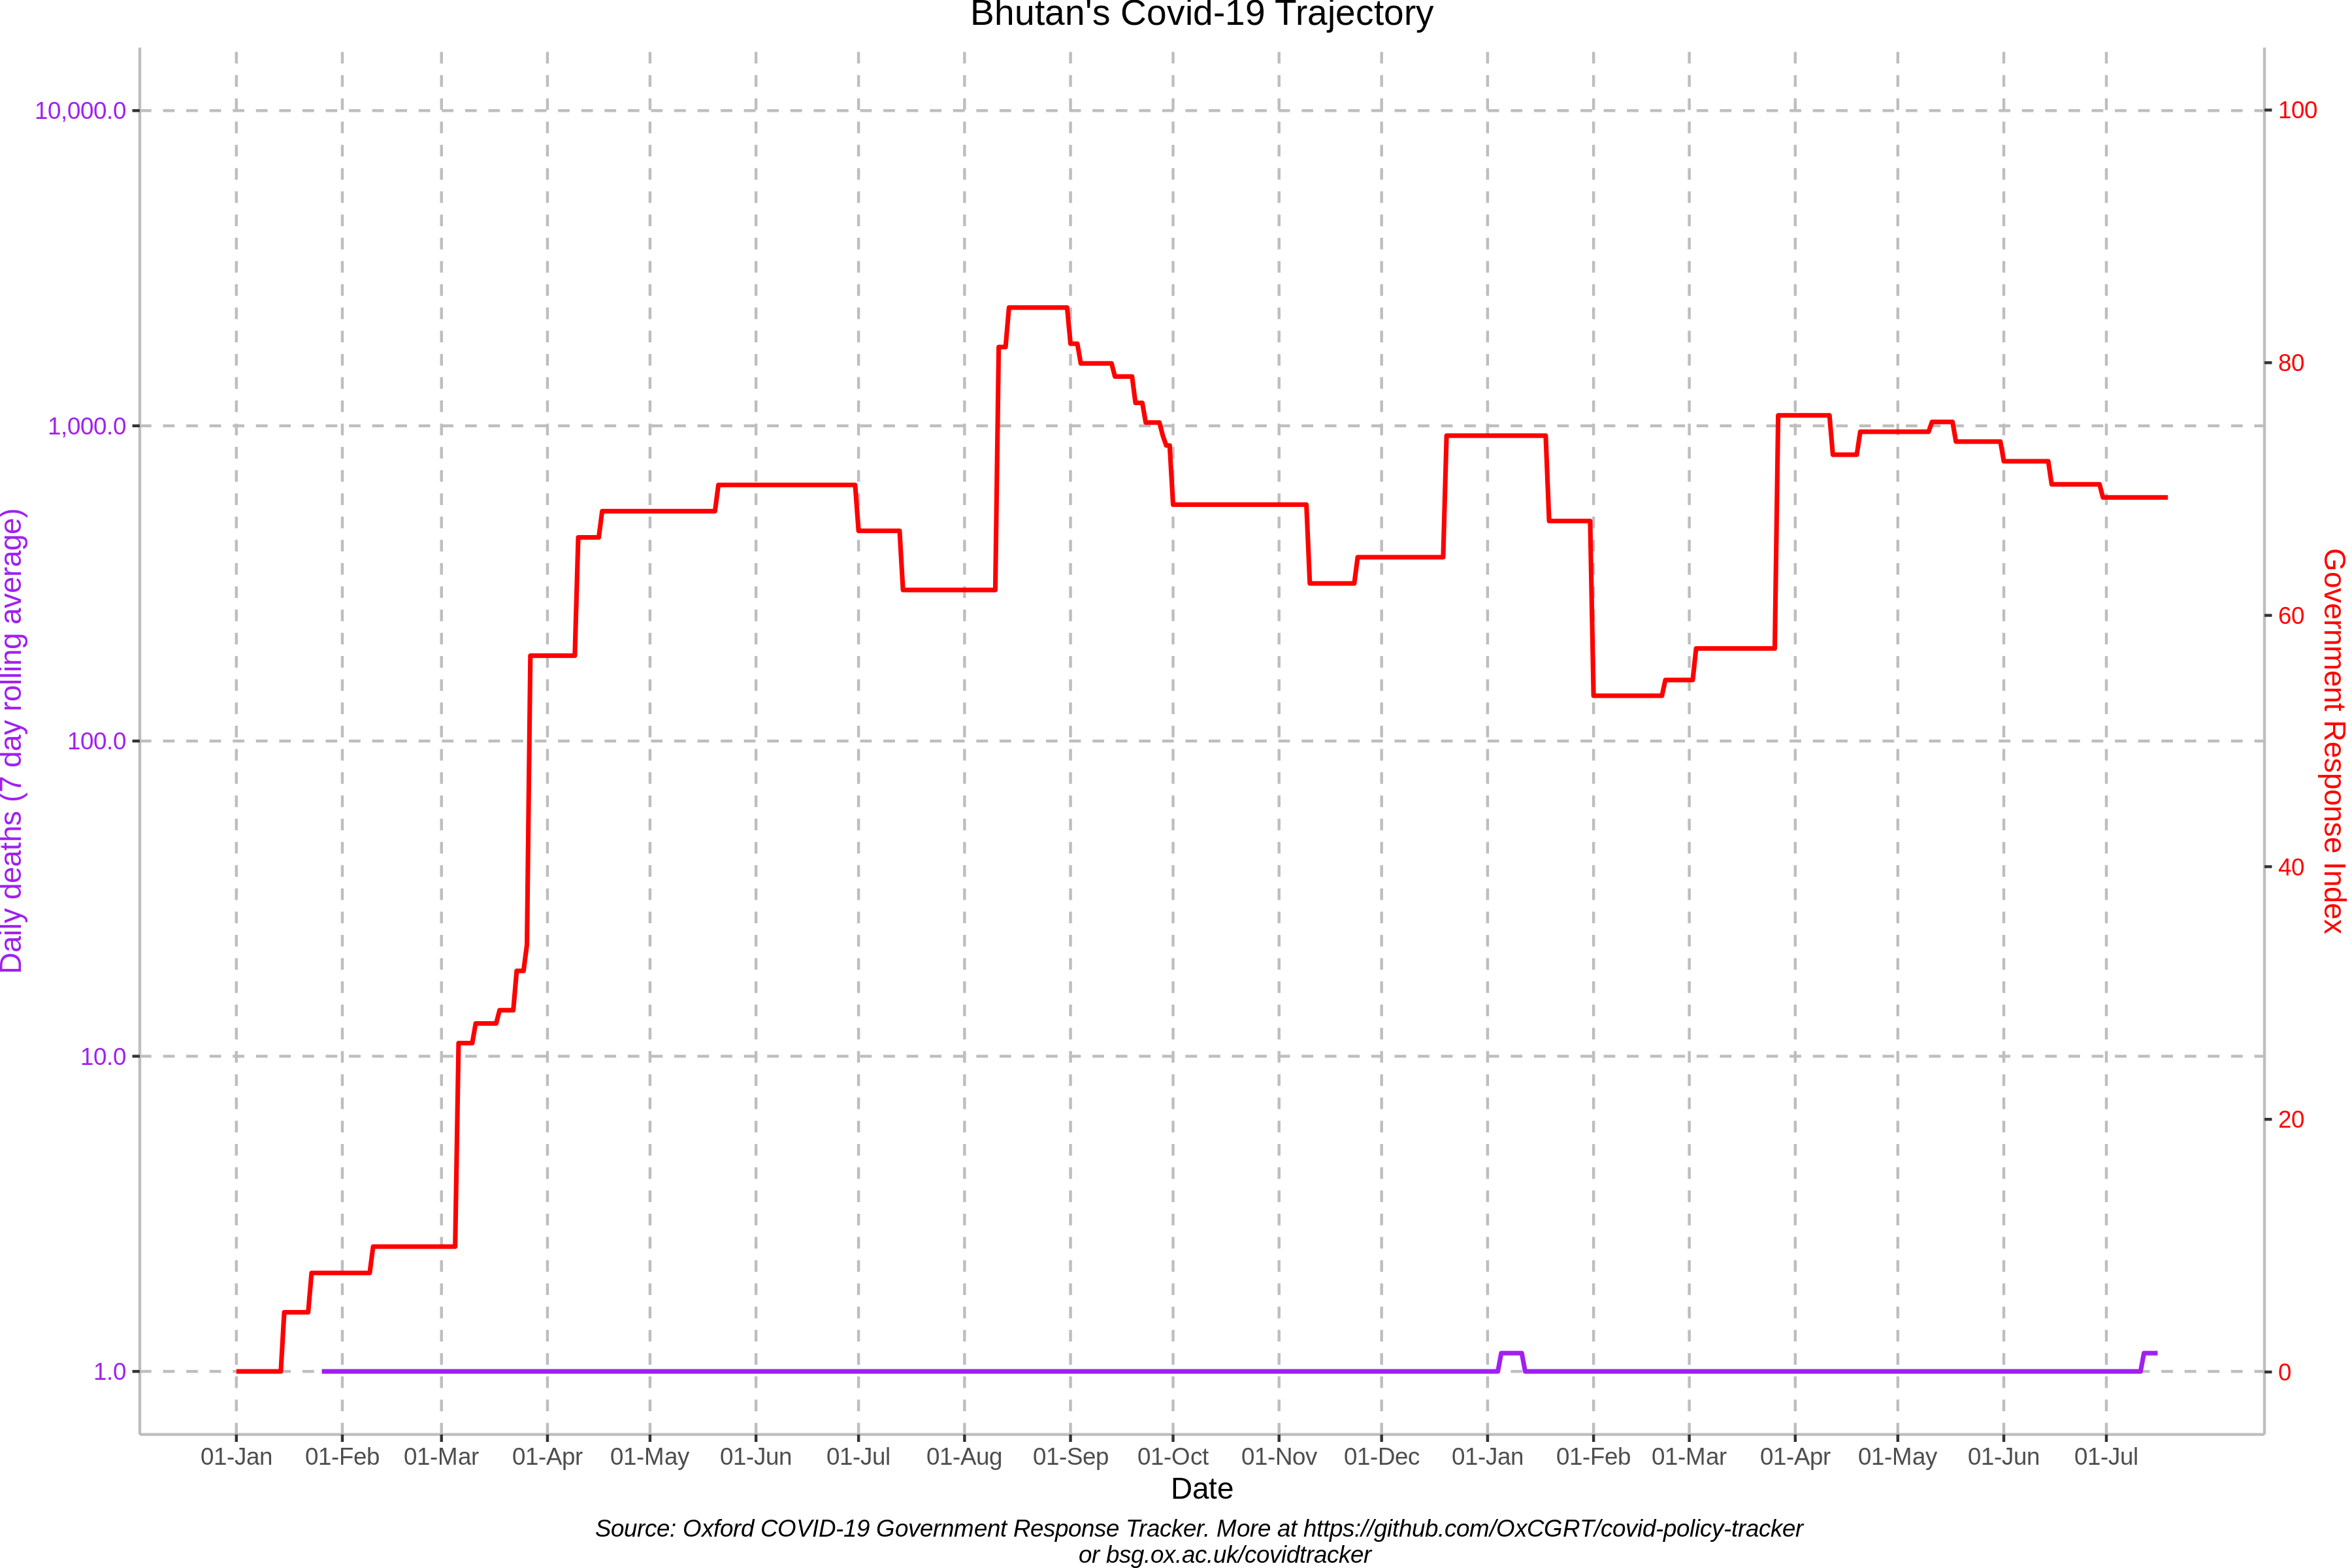 Bhutan's Covid-19 Trajectory
10,000.0
1,000.0
100.0
10.0
1.0
Daily deaths (7 day rolling average)
100
80
60
40
20
0
Government Response Index
01-Jan 01-Feb 01-Mar 01-Apr 01-May 01-Jun 01-Jul 01-Aug 01-Sep 01-Oct 01-Nov 01-Dec 01-Jan 01-Feb 01-Mar 01-Apr 01-May 01-Jun 01-Jul
Date
Source: Oxford COVID-19 Government Response Tracker. More at https://github.com/OxCGRT/covid-policy-tracker
or bsg.ox.ac.uk/covidtracker